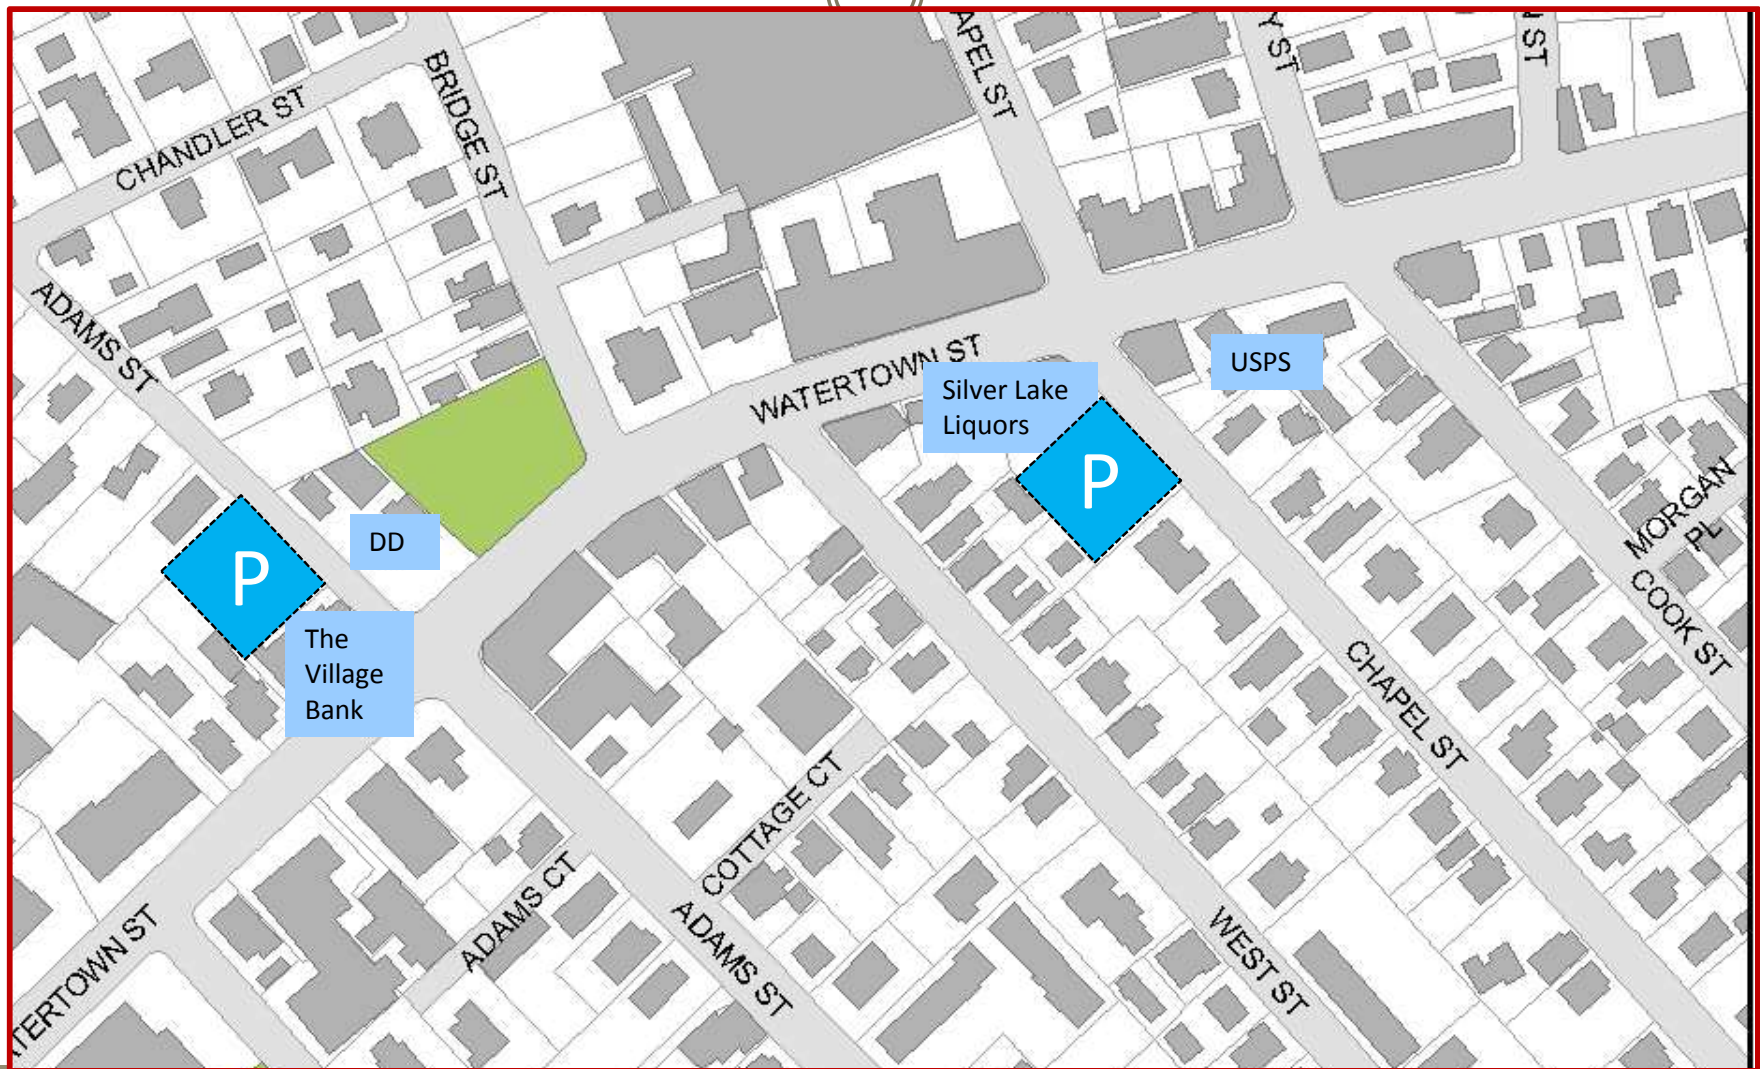 APEL ST
Y ST
N ST
BRIDGE ST
CHANDLER ST
ADAMS ST
WATERTOWN ST
USPS
Silver Lake
Liquors
P
DD
P
The
Village
Bank
MORGAN
PL
COOK ST
CHAPEL ST
COTTAGE CT
ADAMS CT
ADAMS ST
WEST ST
TERTOWN ST